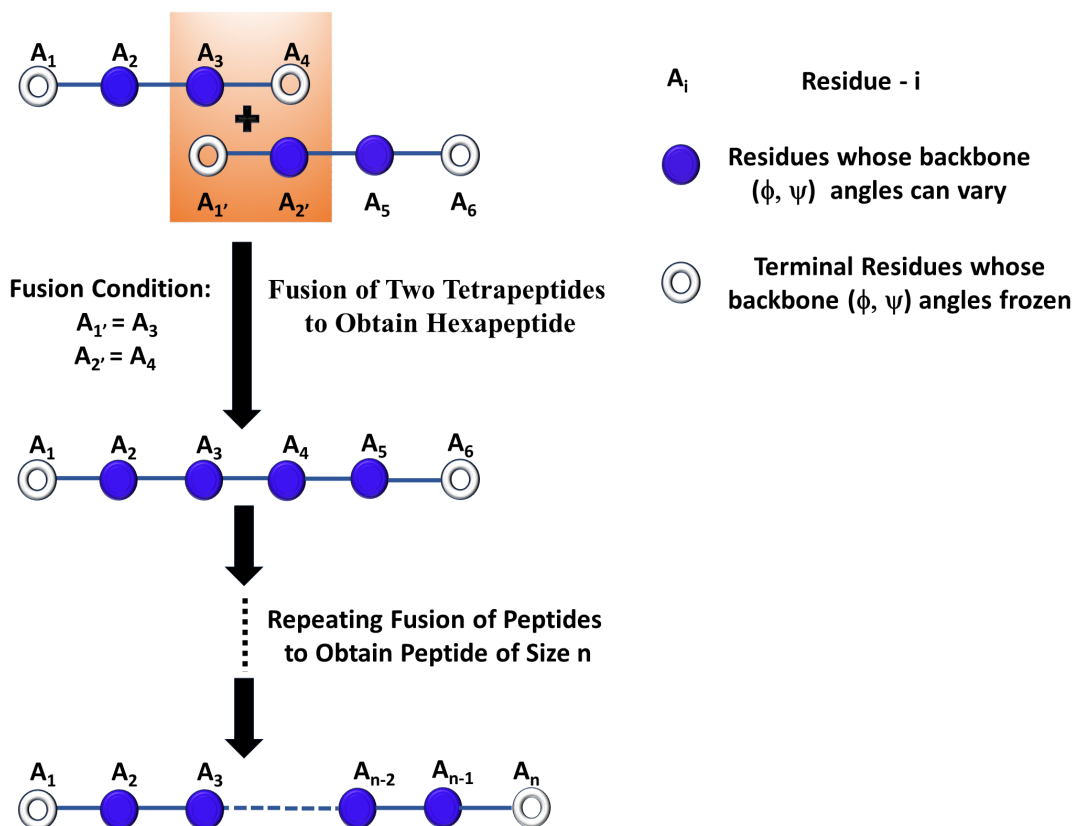 A1 A2 A3 A4
+
A1' A2' A5 A6
Ai Residue - i
Residues whose backbone
(ϕ, ψ) angles can vary
Terminal Residues whose
backbone (ϕ, ψ) angles frozen
Fusion Condition:
A1' = A3
A2' = A4
Fusion of Two Tetrapeptides
to Obtain Hexapeptide
A1 A2 A3 A4 A5 A6
Repeating Fusion of Peptides
to Obtain Peptide of Size n
A1 A2 A3 An-2 An-1 An